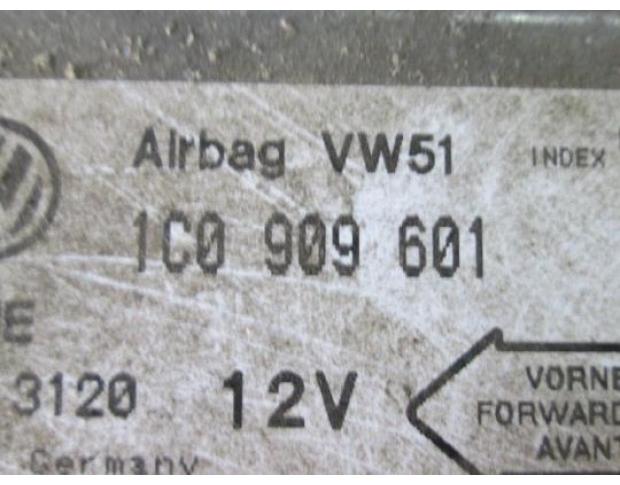 Airbag VW51 INDEX
1C0 909 601
E
3120 12V
VORNE
FORWARD
AVANT
Germany